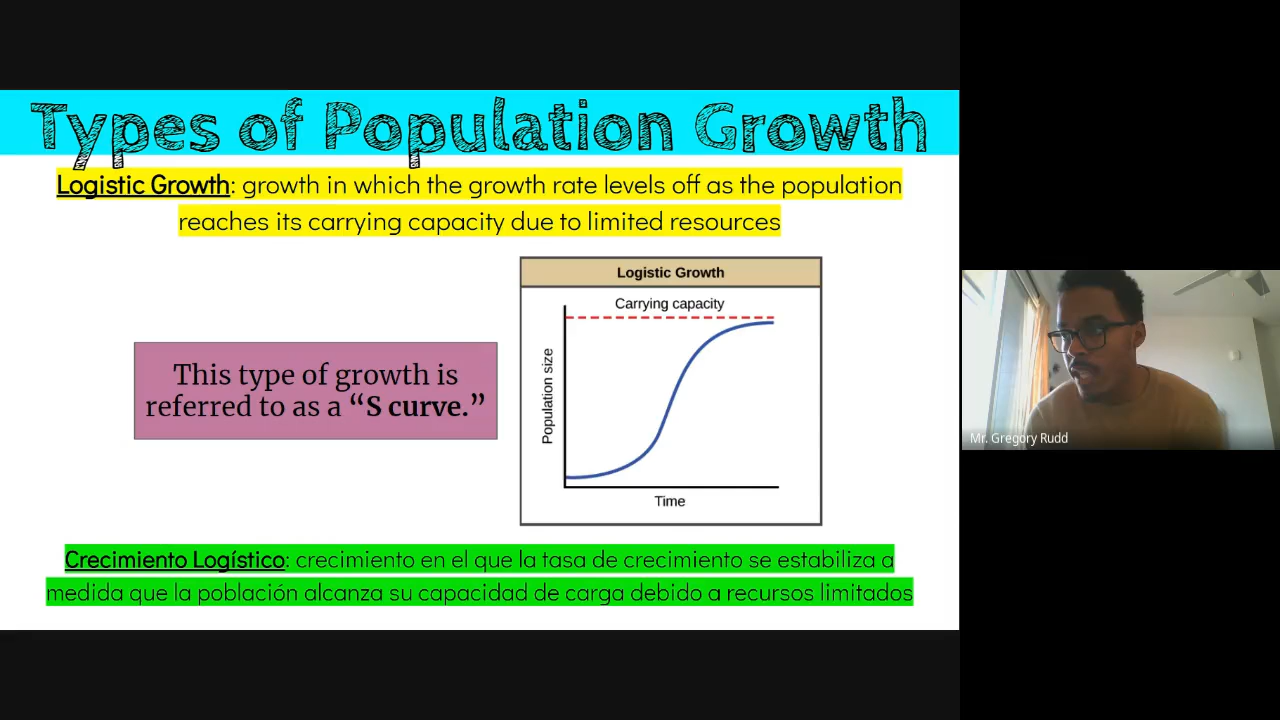 Types of Population Growth
Logistic Growth: growth in which the growth rate levels off as the population
reaches its carrying capacity due to limited resources
This type of growth is
referred to as a “S curve.”
Logistic Growth
Carrying capacity
Population size
Time
Crecimiento Logístico: crecimiento en el que la tasa de crecimiento se estabiliza a
medida que la población alcanza su capacidad de carga debido a recursos limitados
Mr. Gregory Rudd